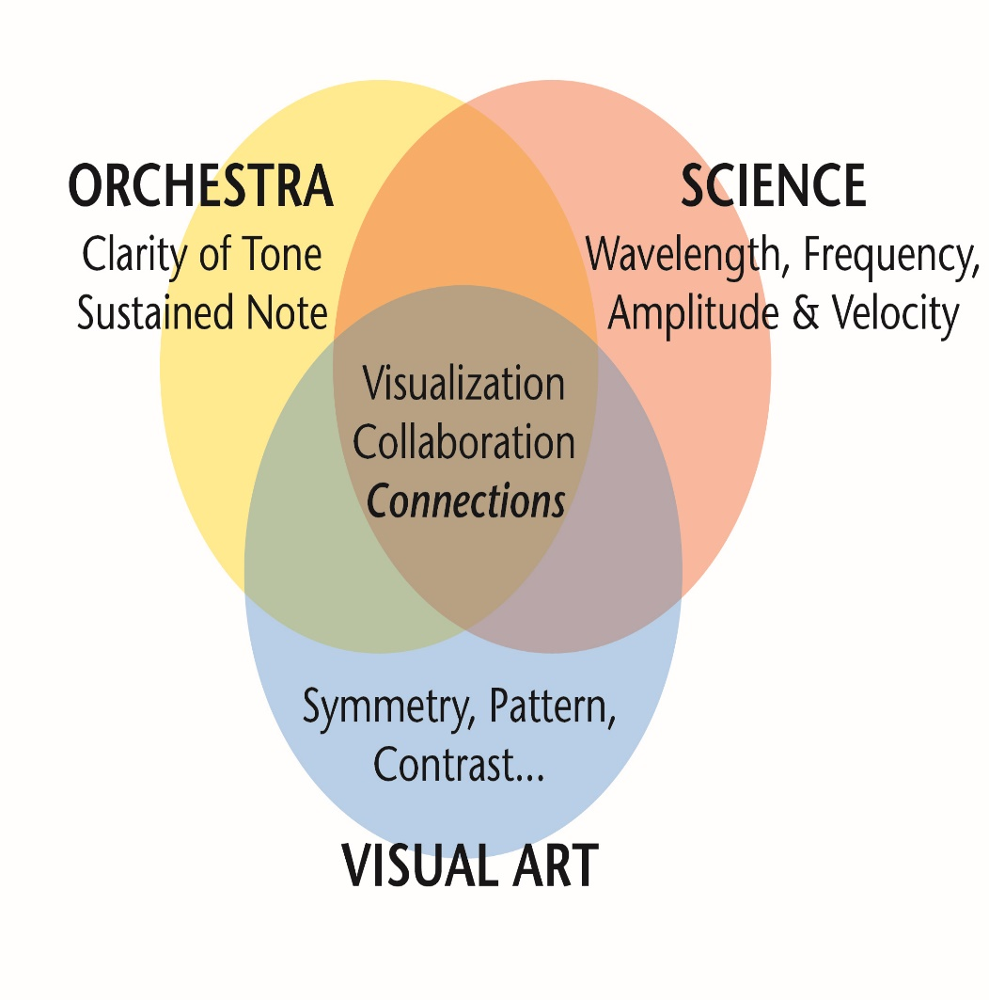 ORCHESTRA
Clarity of Tone
Sustained Note
SCIENCE
Wavelength, Frequency,
Amplitude & Velocity
Visualization
Collaboration
Connections
Symmetry, Pattern,
Contrast...
VISUAL ART